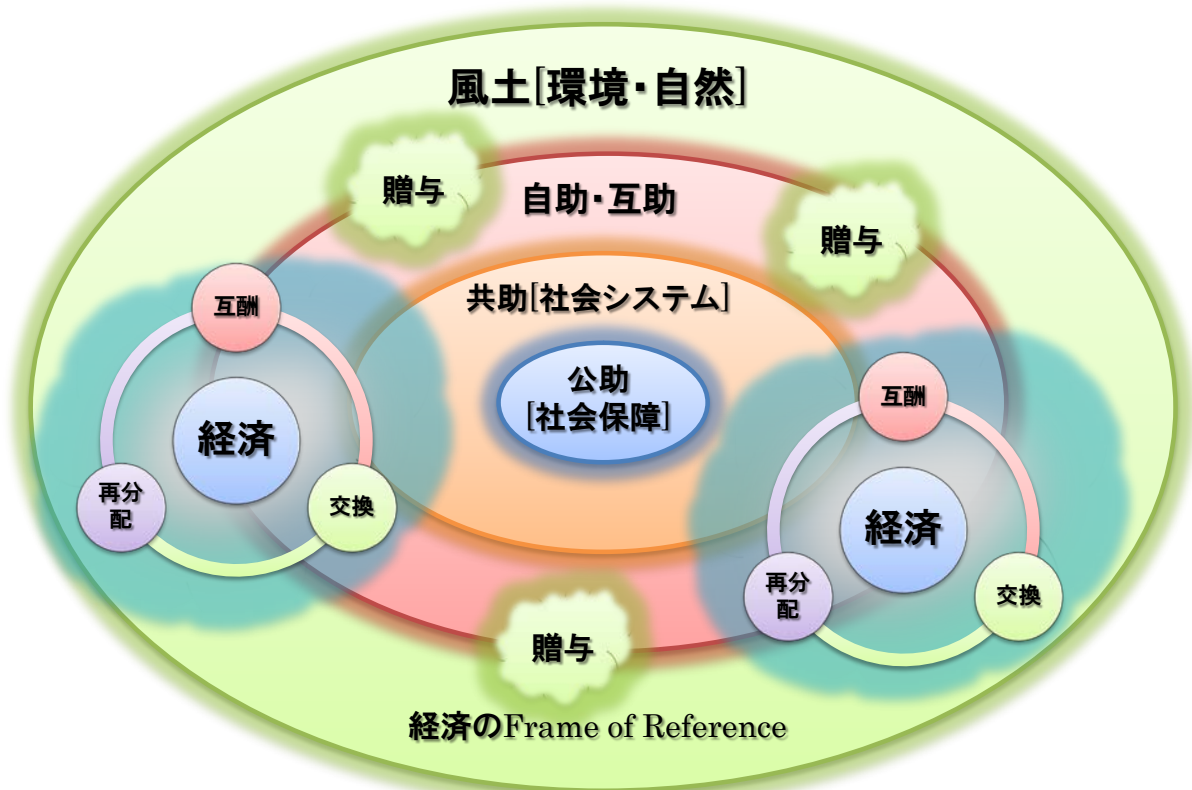 風土[環境・自然]
贈与
自助・互助
贈与
共助[社会システム]
互酬
公助
[社会保障]
経済
再分
配
交換
互酬
経済
再分
配
交換
贈与
経済のFrame of Reference